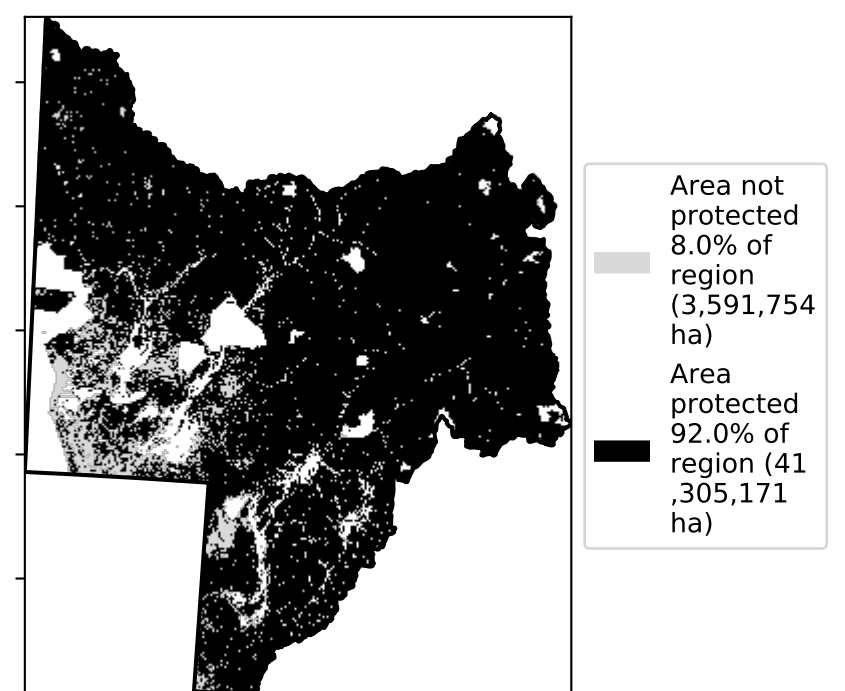 Area not
protected
8.0% of
region
(3,591,754
ha)
Area
protected
92.0% of
region (41
,305,171
ha)